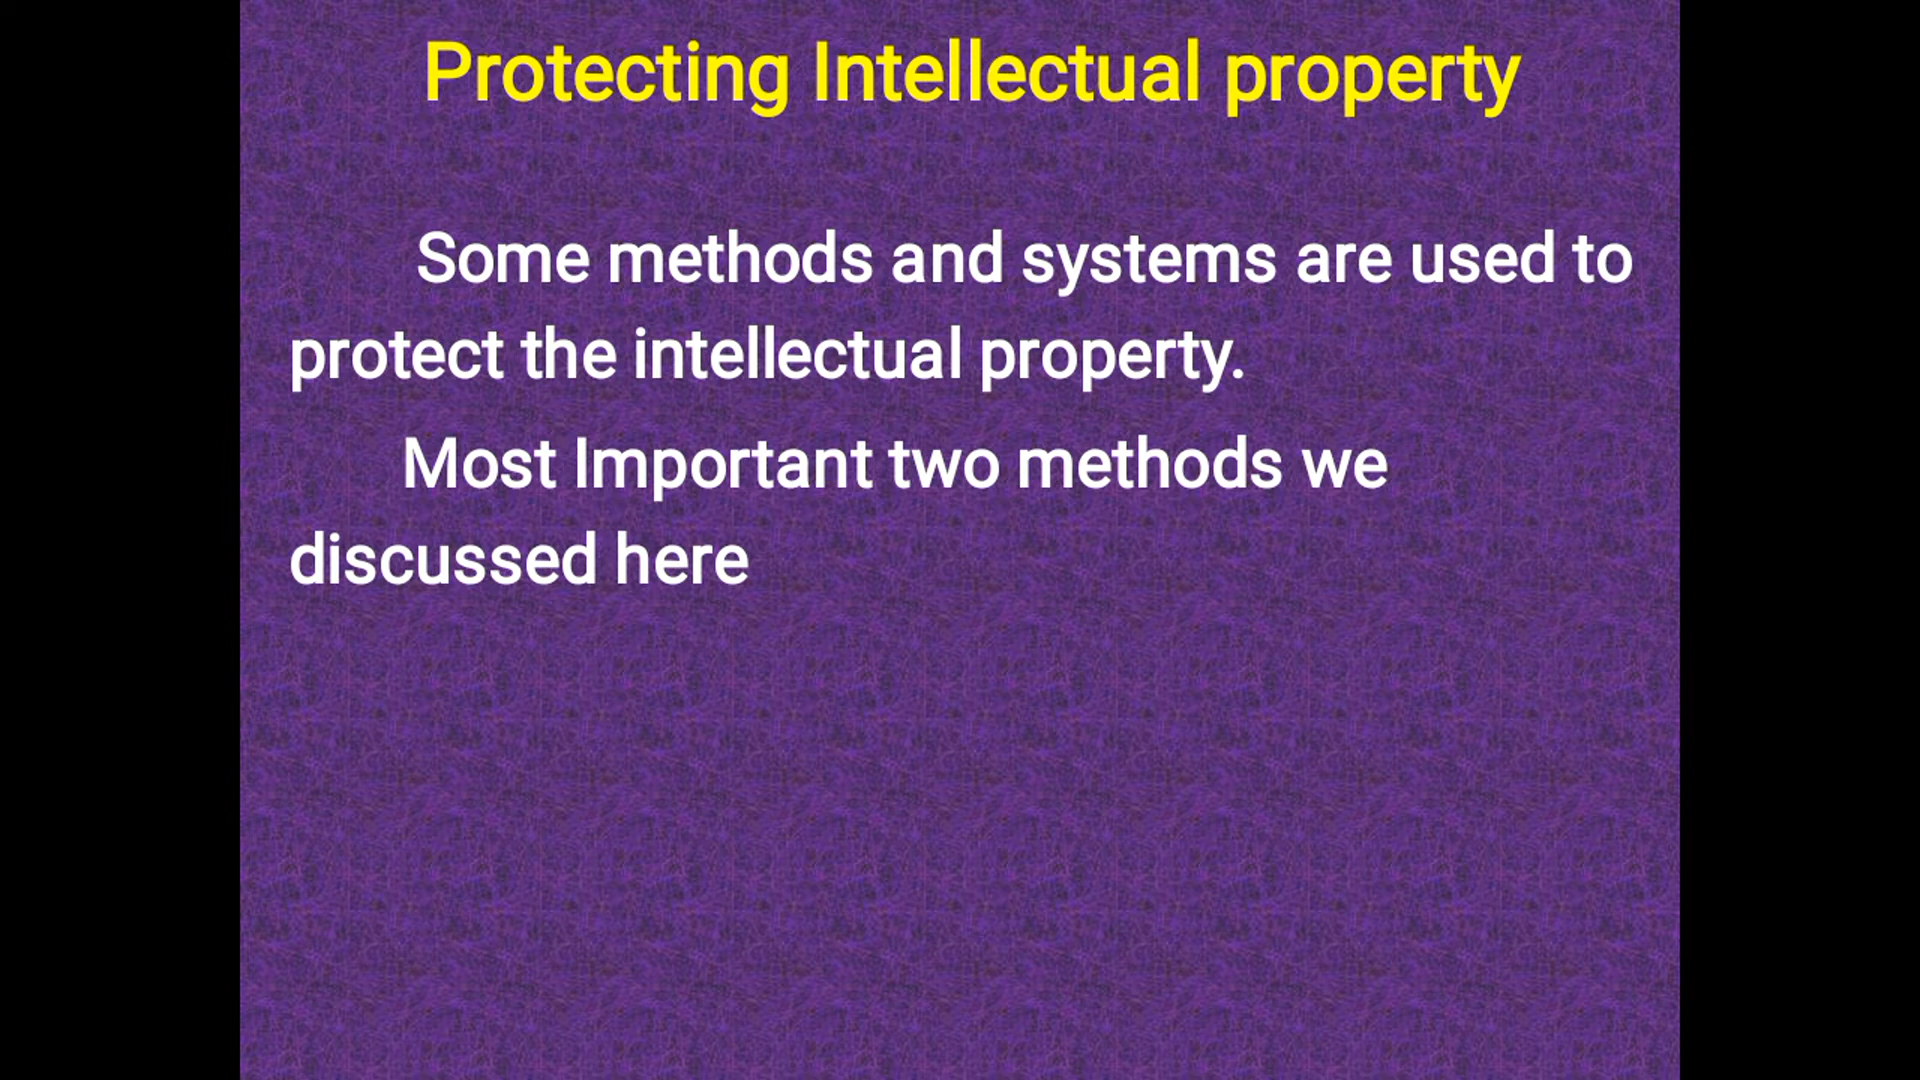 Protecting Intellectual property
Some methods and systems are used to
protect the intellectual property.
Most Important two methods we
discussed here